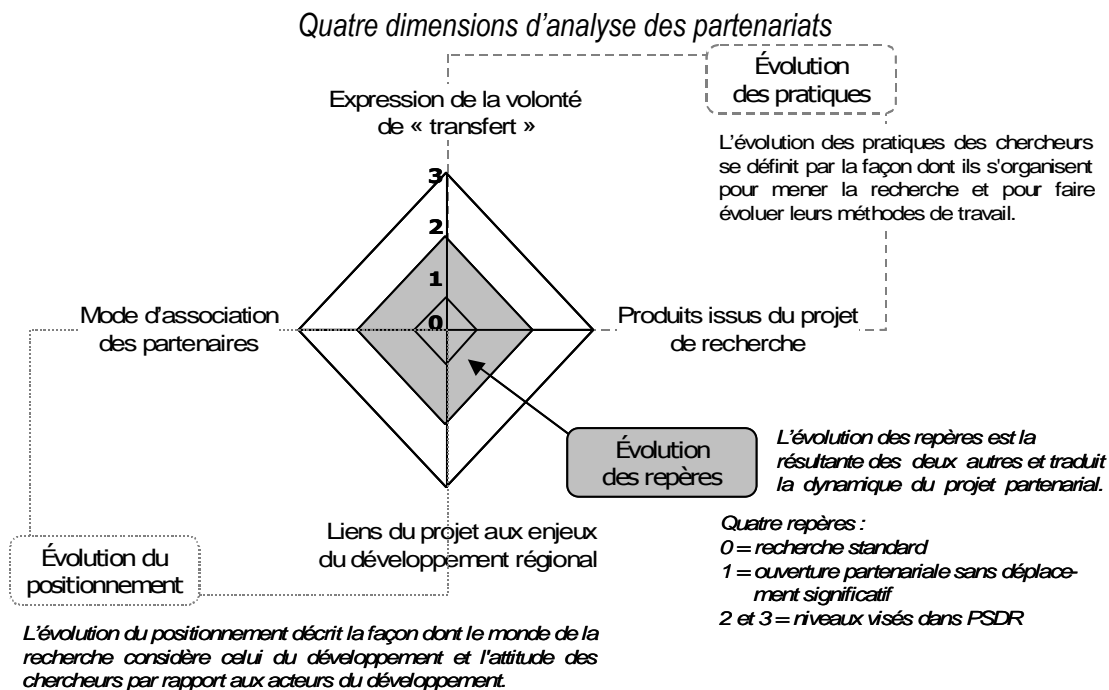 Quatre dimensions d'analyse des partenariats
Évolution
des pratiques
Expression de la volonté
de « transfert »
L'évolution des pratiques des chercheurs
se définit par la façon dont ils s'organisent
pour mener la recherche et pour faire
évoluer leurs méthodes de travail.
3
2
1
0
Mode d'association
des partenaires
Produits issus du projet
de recherche
Évolution
des repères
L'évolution des repères est la
résultante des deux autres et traduit
la dynamique du projet partenarial.
Quatre repères :
0 = recherche standard
1 = ouverture partenariale sans déplace-
ment significatif
2 et 3 = niveaux visés dans PSDR
Liens du projet aux enjeux
du développement régional
Évolution du
positionnement
L'évolution du positionnement décrit la façon dont le monde de la
recherche considère celui du développement et l'attitude des
chercheurs par rapport aux acteurs du développement.